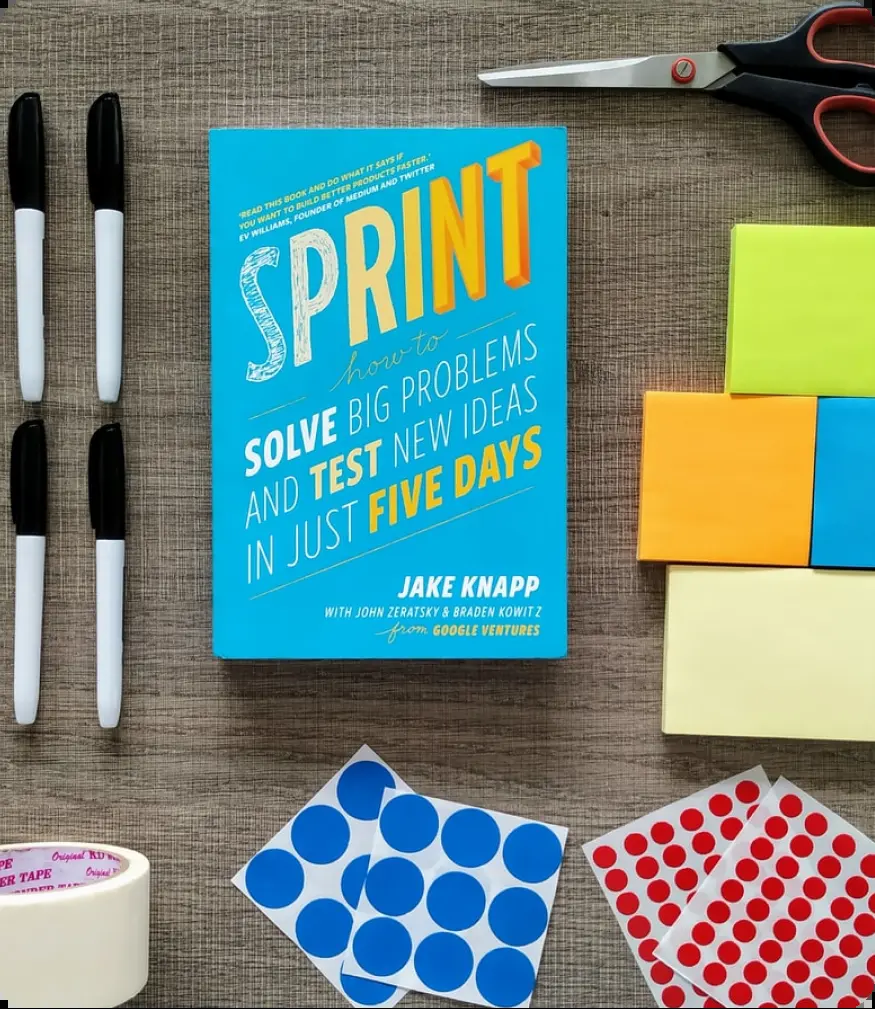 'READ THIS BOOK AND DO WHAT IT SAYS IF
YOU WANT TO BUILD BETTER PRODUCTS FASTER.'
EV WILLIAMS, FOUNDER OF MEDIUM AND TWITTER
SPRINT
how to
SOLVE BIG PROBLEMS
AND TEST NEW IDEAS
IN JUST FIVE DAYS
JAKE KNAPP
WITH JOHN ZERATSKY & BRADEN KOWITZ
from GOOGLE VENTURES
Original
TAPE